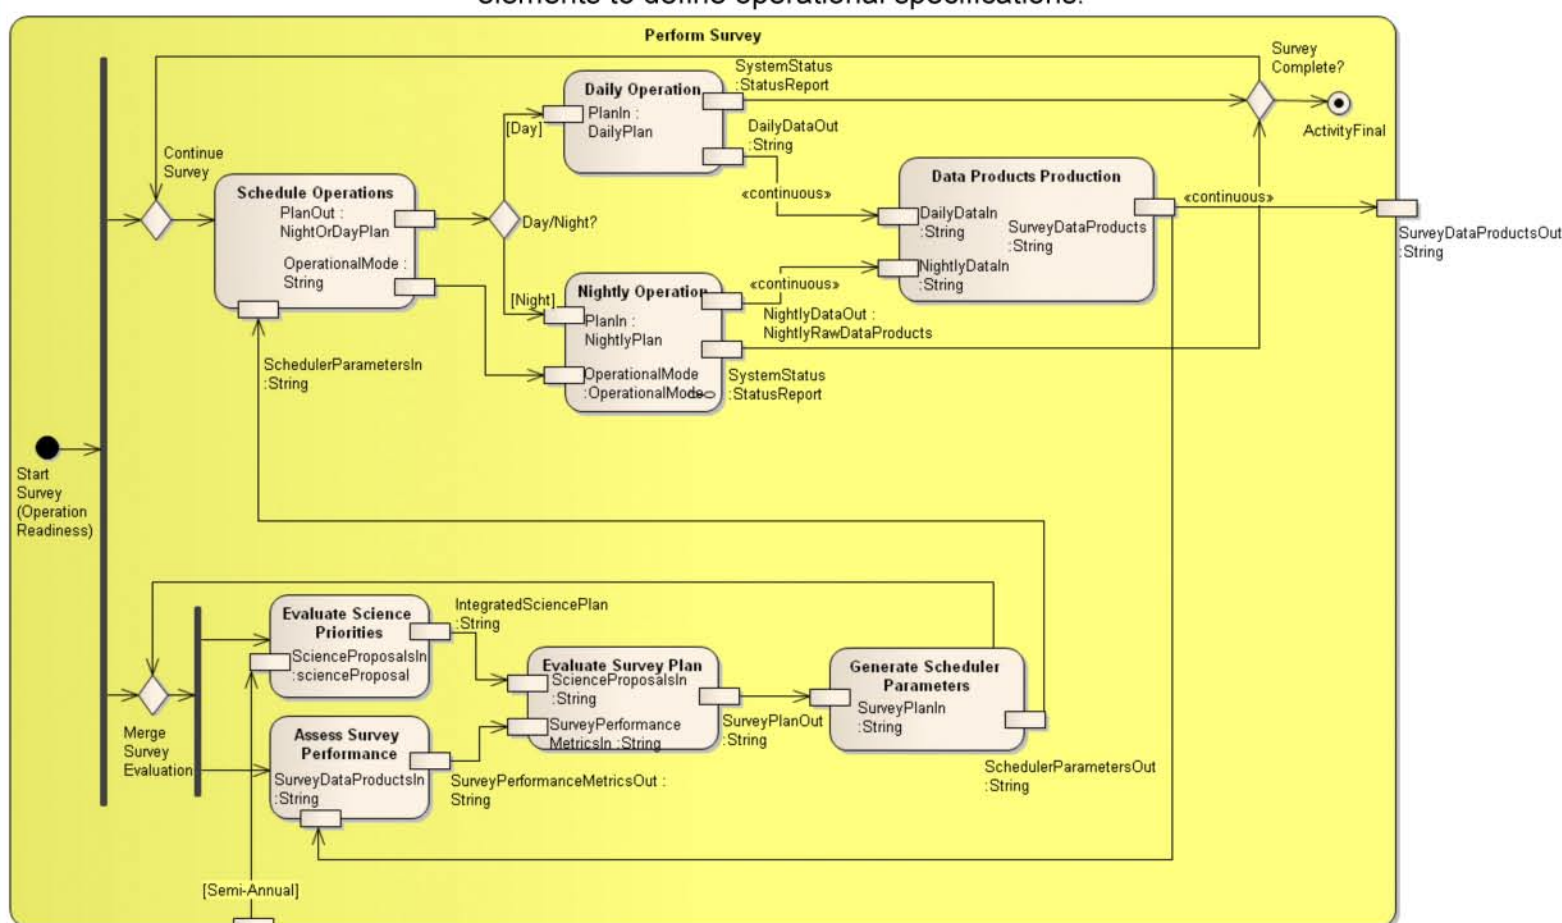 elements to define operational specifications.
Perform Survey
Survey
Complete?
ActivityFinal
SystemStatus
:StatusReport
Daily Operation
PlanIn :
DailyPlan
[Day]
DailyDataOut
:String
«continuous»
Continue
Survey
Schedule Operations
PlanOut :
NightOrDayPlan
OperationalMode :
String
Day/Night?
Data Products Production
DailyDataIn
:String
SurveyDataProducts
:String
NightlyDataIn
:String
«continuous»
SurveyDataProductsOut
:String
[Night]
Nightly Operation
PlanIn :
NightlyPlan
OperationalMode
:OperationalMode
«continuous»
NightlyDataOut :
NightlyRawDataProducts
SystemStatus
:StatusReport
SchedulerParametersIn
:String
Start
Survey
(Operation
Readiness)
Evaluate Science
Priorities
ScienceProposalsIn
:scienceProposal
IntegratedSciencePlan
:String
Evaluate Survey Plan
ScienceProposalsIn
:String
SurveyPerformance
MetricsIn :String
SurveyPlanOut
:String
Generate Scheduler
Parameters
SurveyPlanIn
:String
SchedulerParametersOut
:String
Merge
Survey
Evaluation
Assess Survey
Performance
SurveyDataProductsIn
:String
SurveyPerformanceMetricsOut :
String
[Semi-Annual]